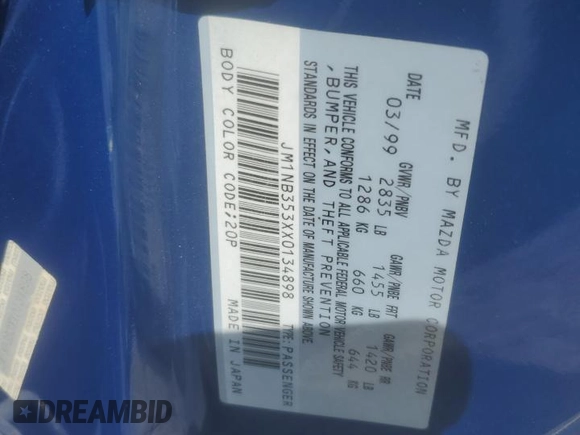 MFD. BY MAZDA MOTOR CORPORATION
DATE GVWR/PNBV GAWR/PNBE FRT GAWR/PNBE RR
03/99 2835 LB 1455 LB 1420 LB
1286 KG 660 KG 644 KG
THIS VEHICLE CONFORMS TO ALL APPLICABLE FEDERAL MOTOR VEHICLE SAFETY
, BUMPER, AND THEFT PREVENTION
STANDARDS IN EFFECT ON THE DATE OF MANUFACTURE SHOWN ABOVE
JM1NB353XX0134898 TYPE:PASSENGER
BODY COLOR CODE;20P MADE IN JAPAN
DREAMBID